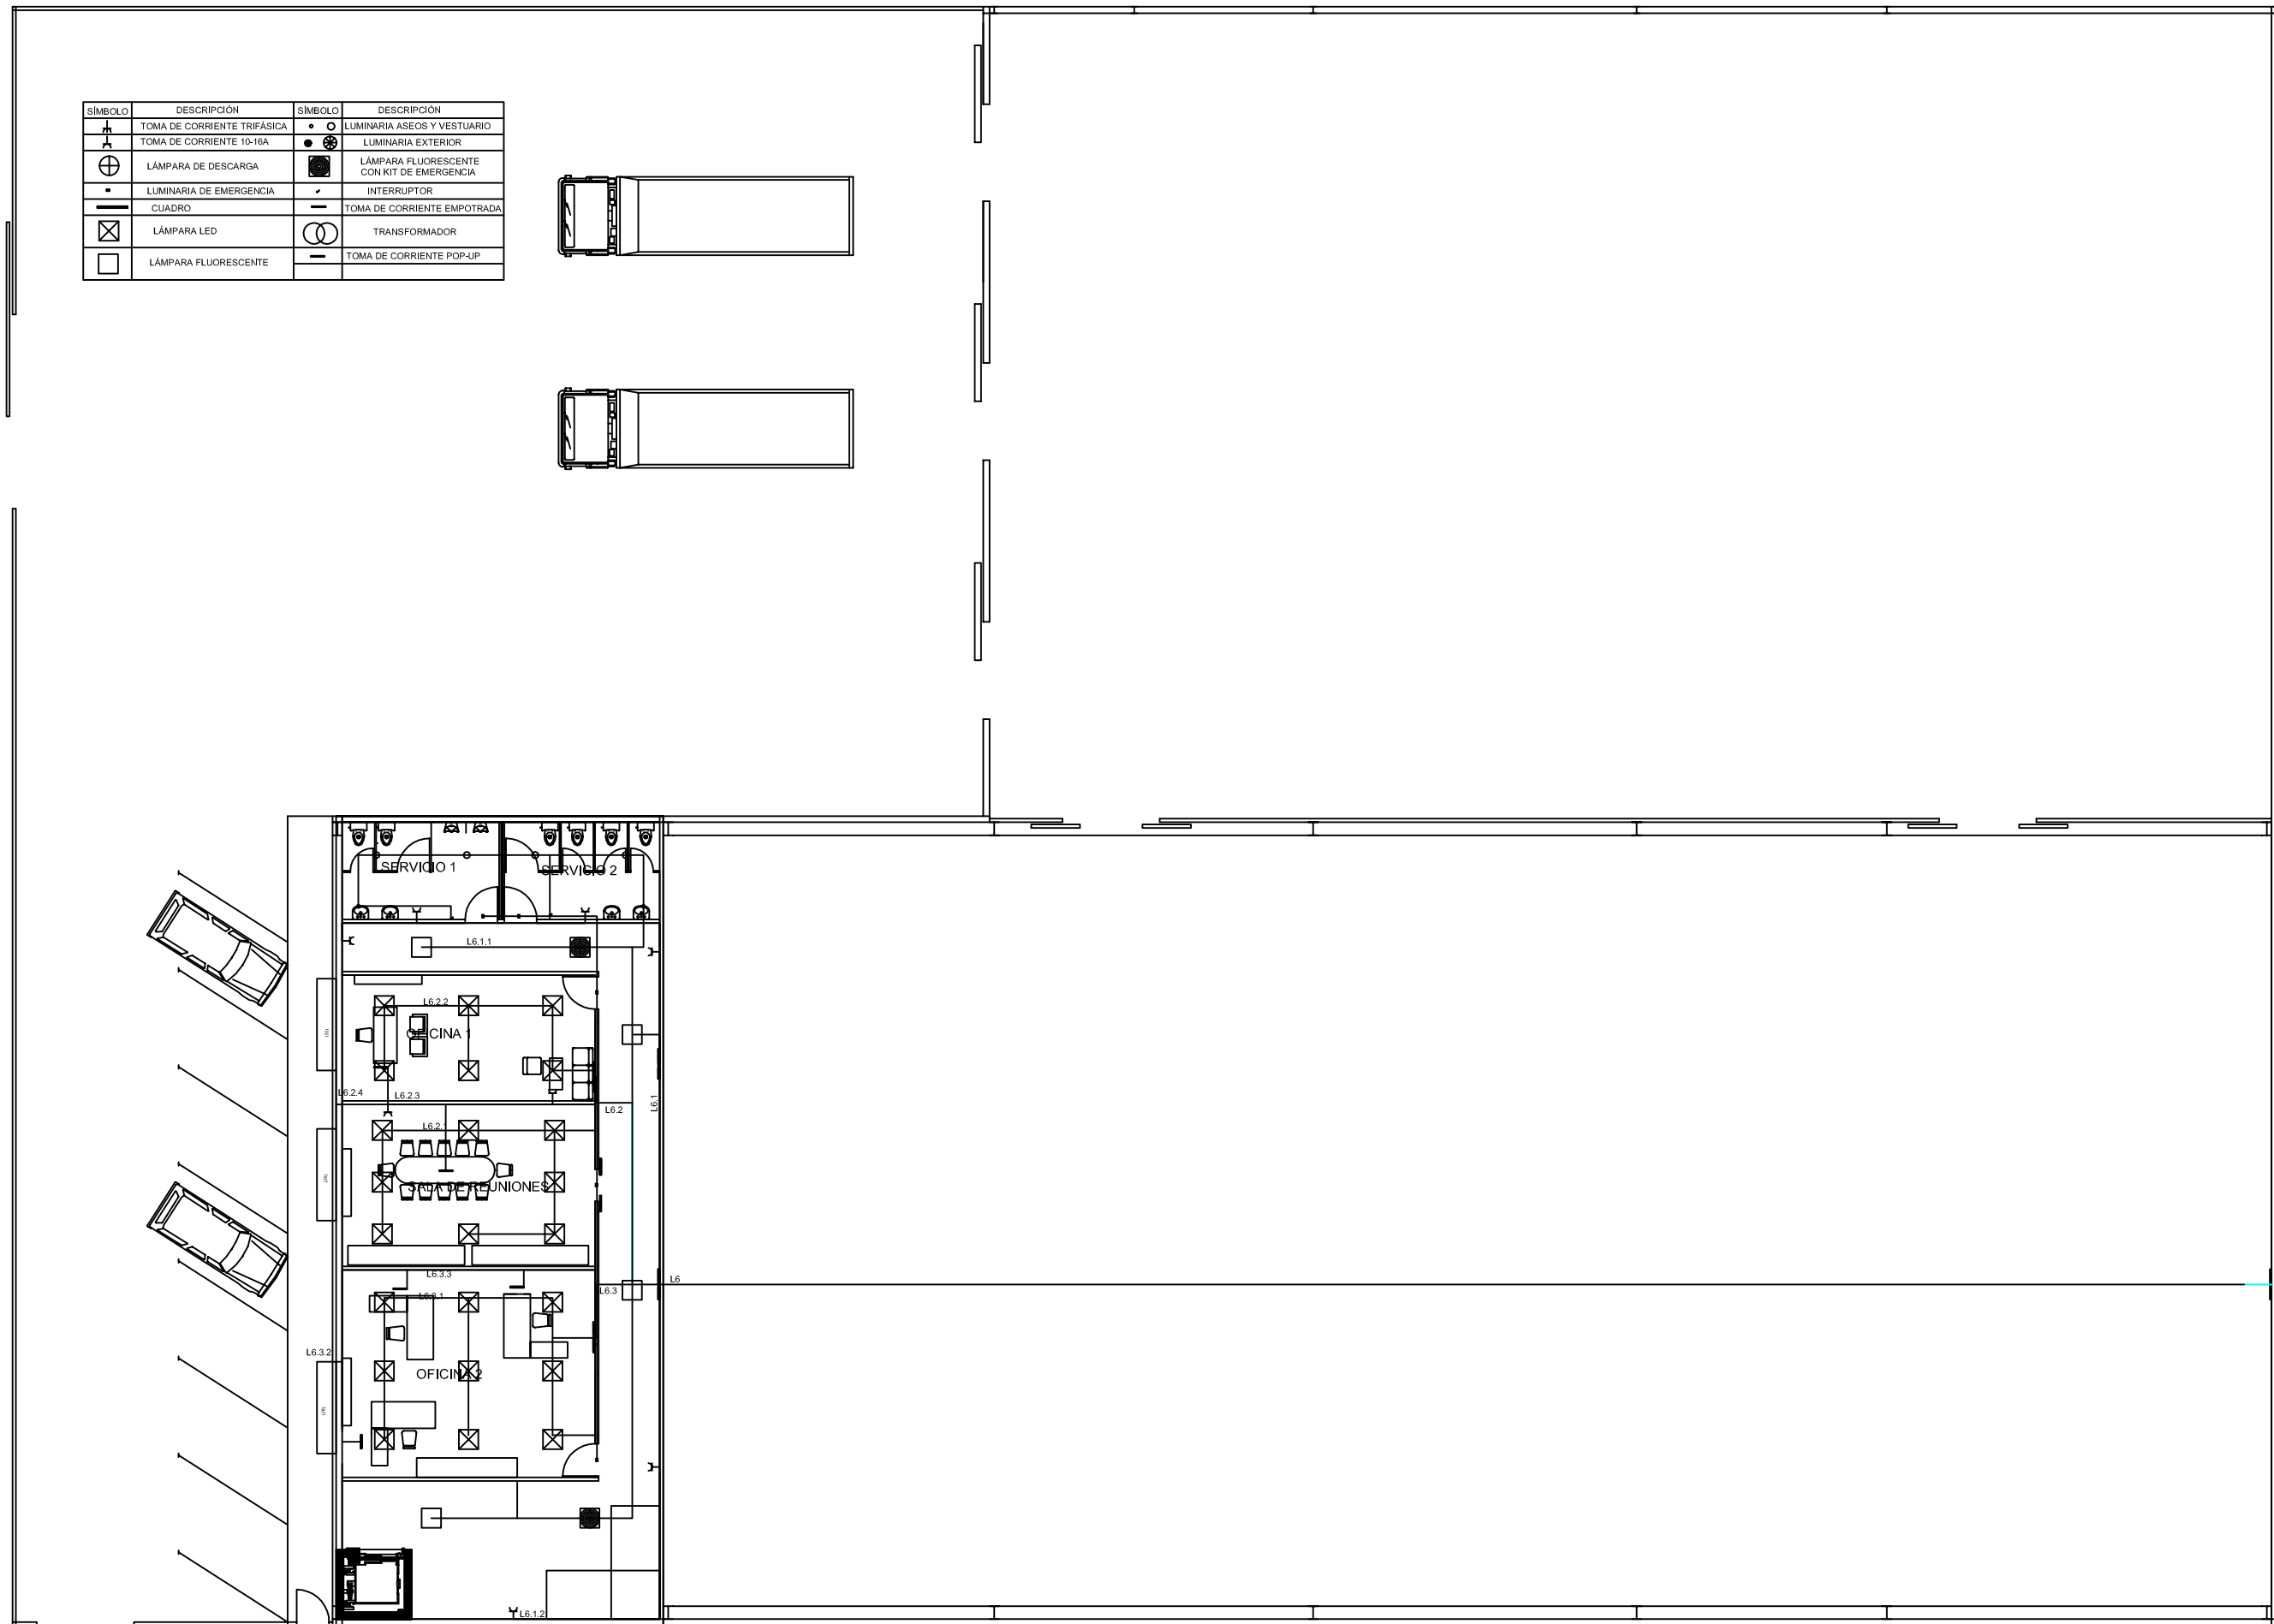 SÍMBOLO DESCRIPCIÓN SÍMBOLO DESCRIPCIÓN
TOMA DE CORRIENTE TRIFÁSICA LUMINARIA ASEOS Y VESTUARIO
TOMA DE CORRIENTE 10-16A LUMINARIA EXTERIOR
LÁMPARA DE DESCARGA LÁMPARA FLUORESCENTE
CON KIT DE EMERGENCIA
LUMINARIA DE EMERGENCIA INTERRUPTOR
CUADRO TOMA DE CORRIENTE EMPOTRADA
LÁMPARA LED TRANSFORMADOR
LÁMPARA FLUORESCENTE TOMA DE CORRIENTE POP-UP
SERVICIO 1
SERVICIO 2
L6.1.1
L6.2.2
OFICINA 1
L6.2.4
L6.2.3
L6.2
L6.1
L6.2.1
SALA DE REUNIONES
L6.3.3
L6
L6.3
L6.3.1
L6.3.2
OFICINA 2
L6.1.2